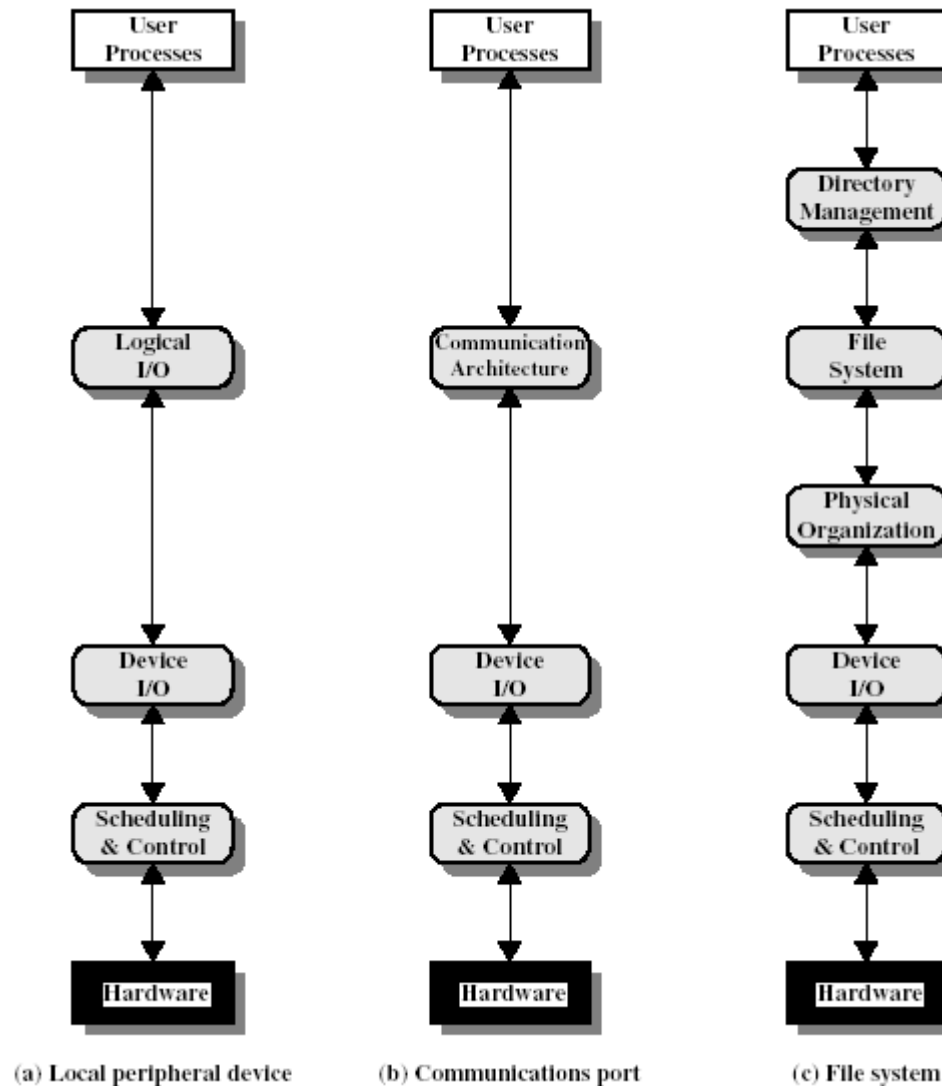 User
Processes
Logical
I/O
Device
I/O
Scheduling
& Control
Hardware
(a) Local peripheral device
User
Processes
Communication
Architecture
Device
I/O
Scheduling
& Control
Hardware
(b) Communications port
User
Processes
Directory
Management
File
System
Physical
Organization
Device
I/O
Scheduling
& Control
Hardware
(c) File system